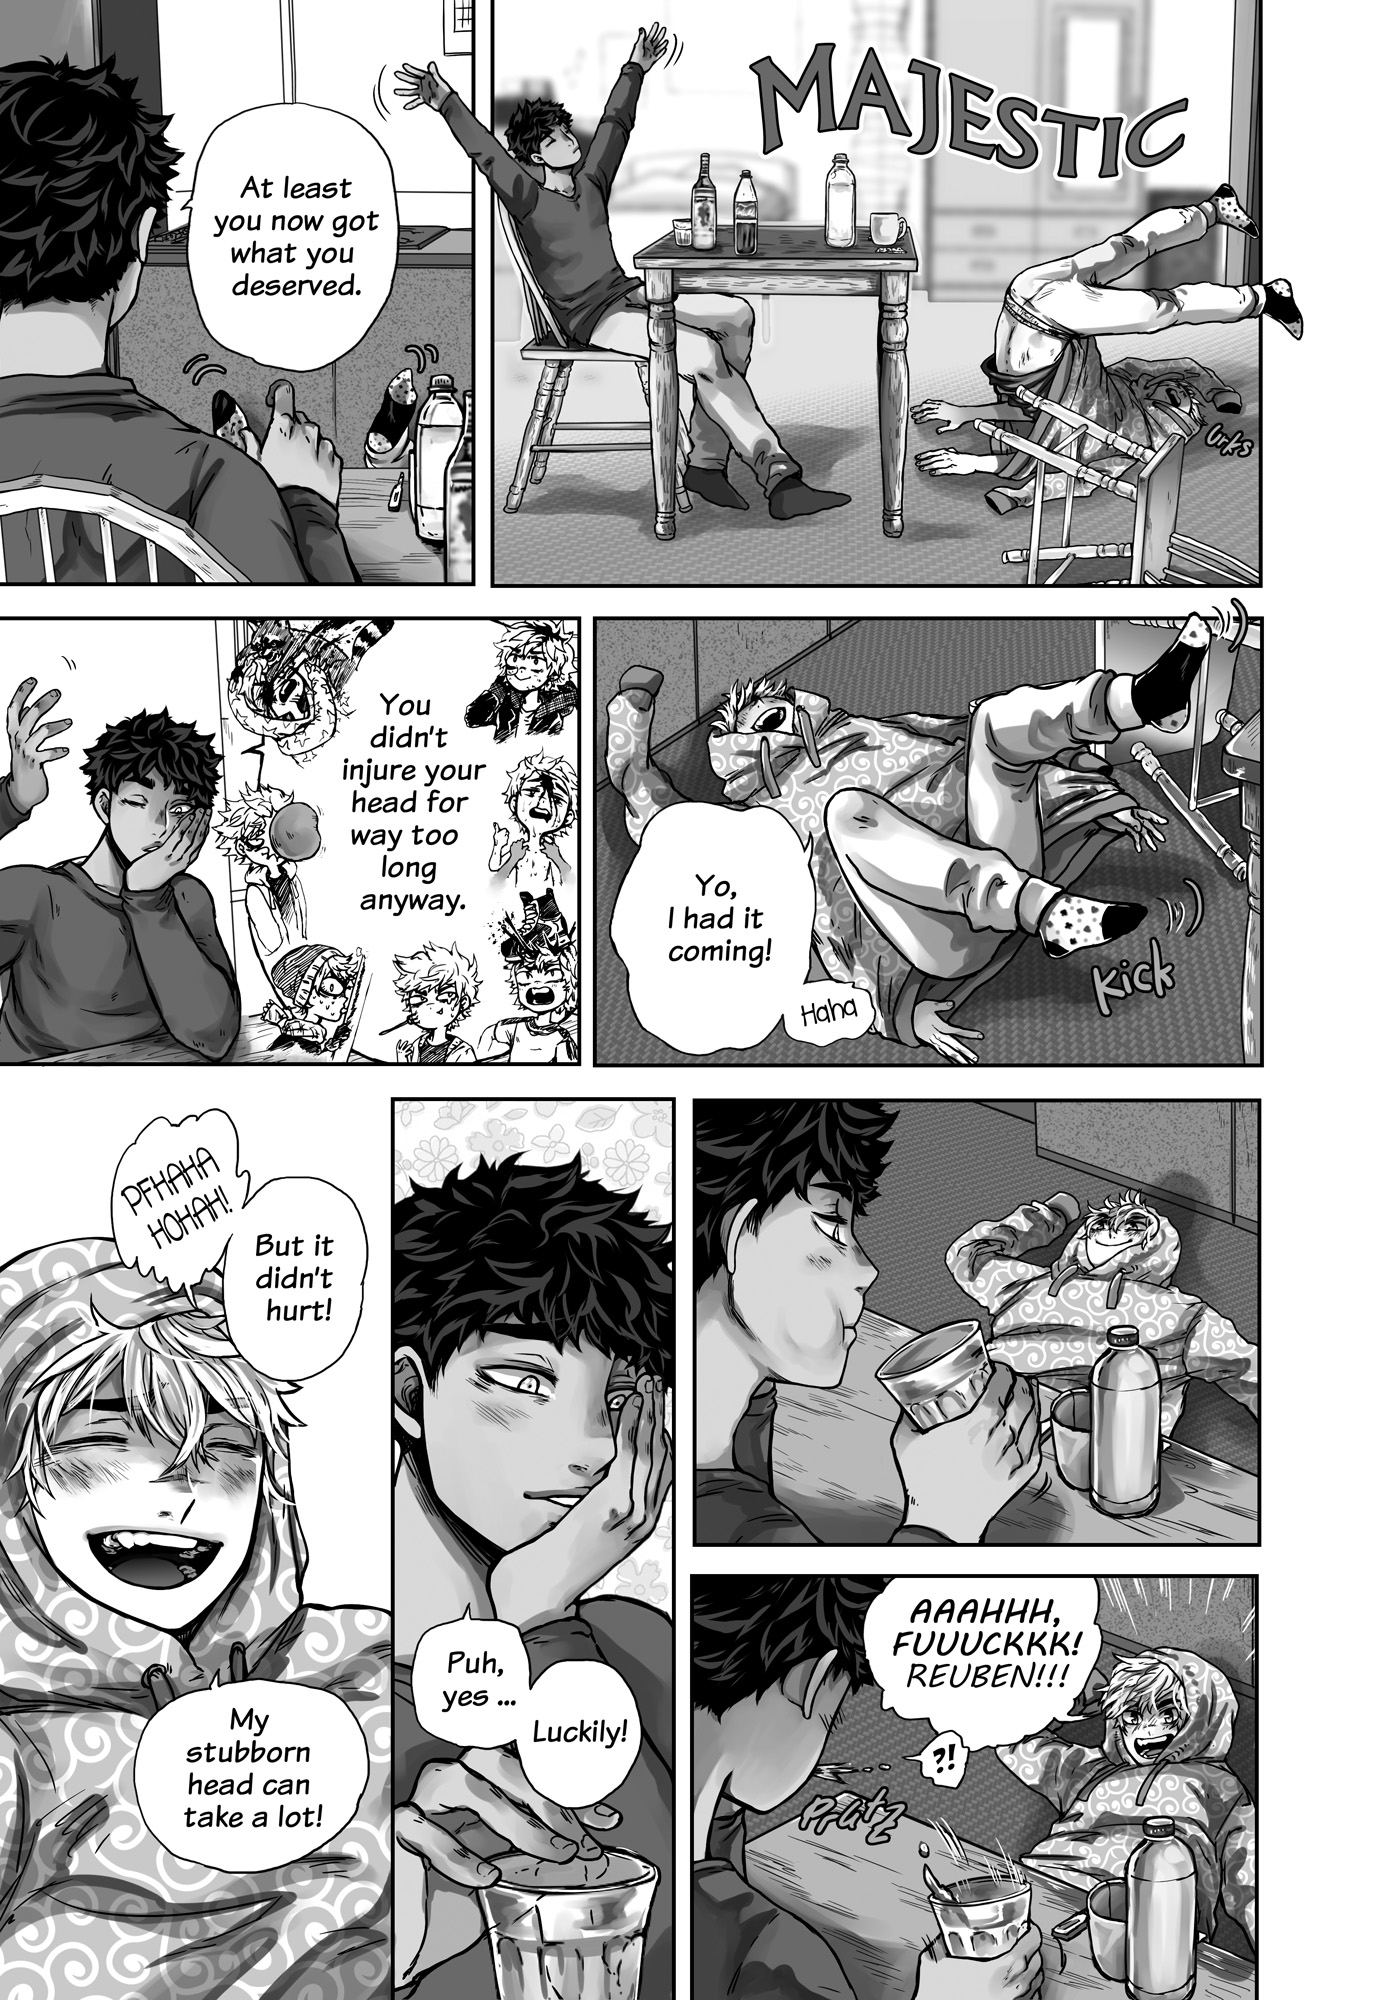 At least
you now got
what you
deserved.
MAJESTIC
Urks
You
didn't
injure your
head for
way too
long
anyway.
Yo,
I had it
coming!
Haha
KICK
PFHAHA
HOHAH!
But it
didn't
hurt!
My
stubborn
head can
take a lot!
Puh,
yes ...
Luckily!
AAAHHH,
FUUUCKKK!
REUBEN!!!
?!